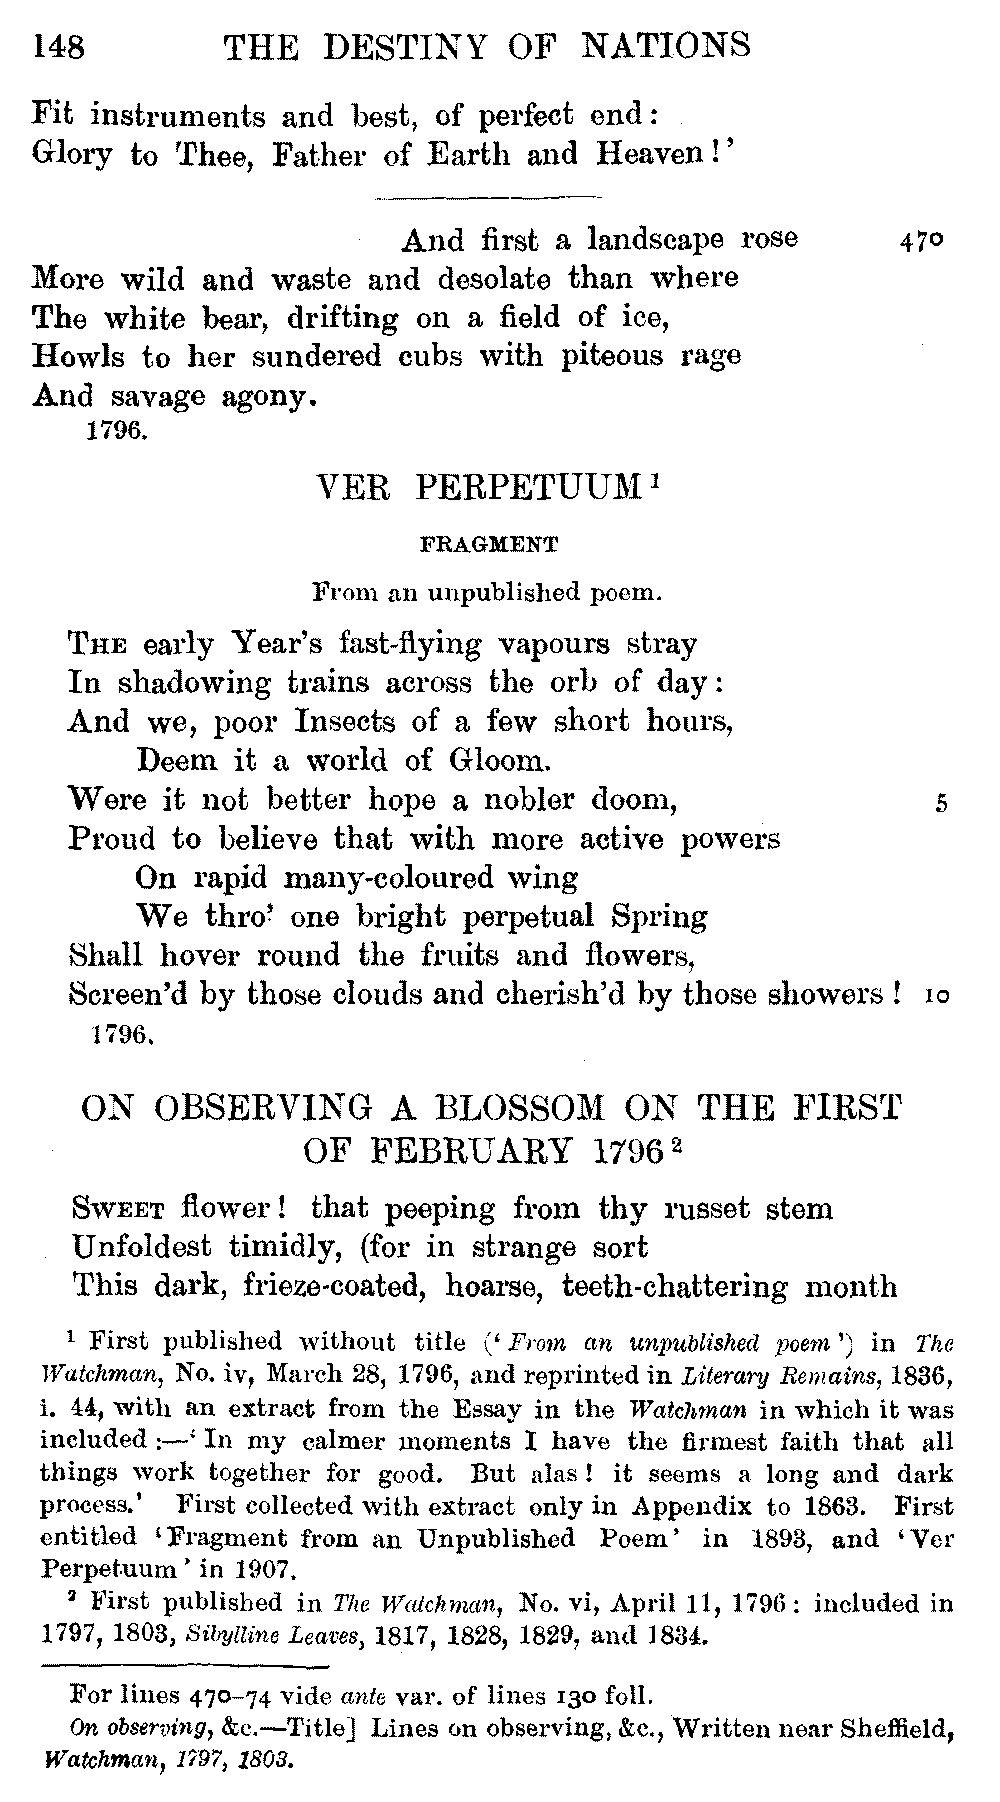 148 THE DESTINY OF NATIONS
Fit instruments and best, of perfect end:
Glory to Thee, Father of Earth and Heaven!’
And first a landscape rose 470
More wild and waste and desolate than where
The white bear, drifting on a field of ice,
Howls to her sundered cubs with piteous rage
And savage agony.
1796.
VER PERPETUUM¹
FRAGMENT
From an unpublished poem.
THE early Year’s fast-flying vapours stray
In shadowing trains across the orb of day:
And we, poor Insects of a few short hours,
Deem it a world of Gloom.
Were it not better hope a nobler doom, 5
Proud to believe that with more active powers
On rapid many-coloured wing
We thro’ one bright perpetual Spring
Shall hover round the fruits and flowers,
Screen’d by those clouds and cherish’d by those showers! 10
1796.
ON OBSERVING A BLOSSOM ON THE FIRST
OF FEBRUARY 1796²
SWEET flower! that peeping from thy russet stem
Unfoldest timidly, (for in strange sort
This dark, frieze-coated, hoarse, teeth-chattering month
¹ First published without title (‘From an unpublished poem’) in The
Watchman, No. iv, March 28, 1796, and reprinted in Literary Remains, 1836,
i. 44, with an extract from the Essay in the Watchman in which it was
included:—‘In my calmer moments I have the firmest faith that all
things work together for good. But alas! it seems a long and dark
process.’ First collected with extract only in Appendix to 1863. First
entitled ‘Fragment from an Unpublished Poem’ in 1893, and ‘Ver
Perpetuum’ in 1907.
² First published in The Watchman, No. vi, April 11, 1796: included in
1797, 1803, Sibylline Leaves, 1817, 1828, 1829, and 1834.
For lines 470–74 vide ante var. of lines 130 foll.
On observing, &c.—Title] Lines on observing, &c., Written near Sheffield,
Watchman, 1797, 1803.